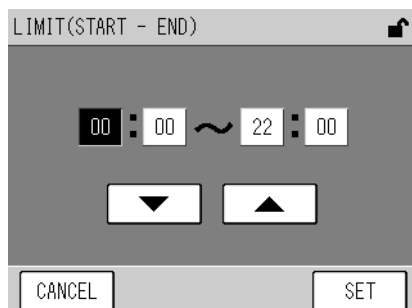 LIMIT(START - END)
00 : 00 ～ 22 : 00
CANCEL SET